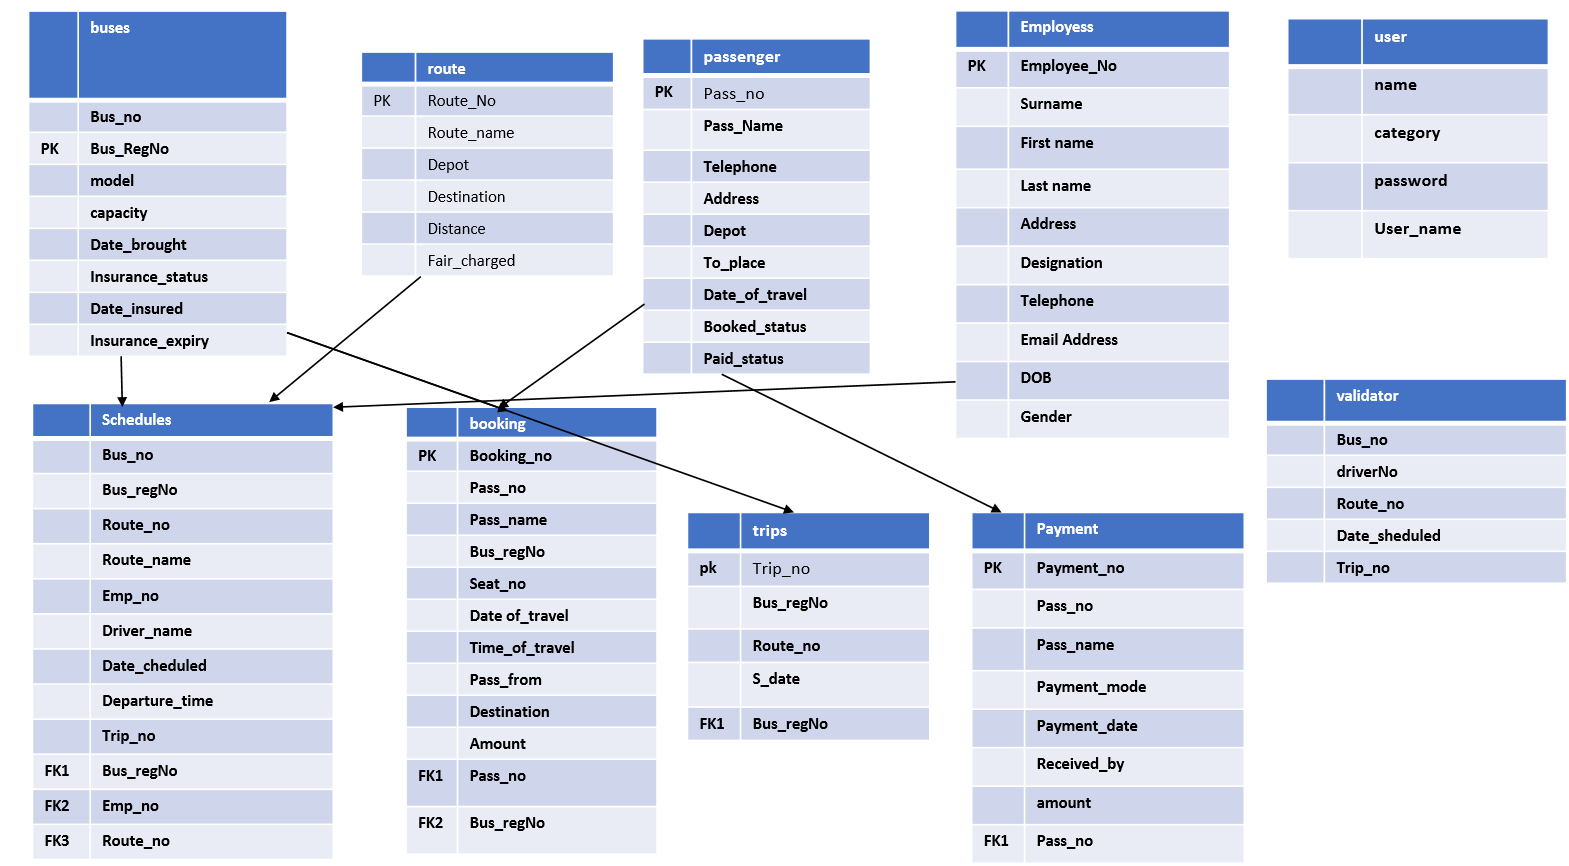 buses
Bus_no
PK Bus_RegNo
model
capacity
Date_brought
Insurance_status
Date_insured
Insurance_expiry
route
PK Route_No
Route_name
Depot
Destination
Distance
Fair_charged
passenger
PK Pass_no
Pass_Name
Telephone
Address
Depot
To_place
Date_of_travel
Booked_status
Paid_status
Employess
PK Employee_No
Surname
First name
Last name
Address
Designation
Telephone
Email Address
DOB
Gender
user
name
category
password
User_name
Schedules
Bus_no
Bus_regNo
Route_no
Route_name
Emp_no
Driver_name
Date_cheduled
Departure_time
Trip_no
FK1 Bus_regNo
FK2 Emp_no
FK3 Route_no
booking
PK Booking_no
Pass_no
Pass_name
Bus_regNo
Seat_no
Date of_travel
Time_of_travel
Pass_from
Destination
Amount
FK1 Pass_no
FK2 Bus_regNo
trips
pk Trip_no
Bus_regNo
Route_no
S_date
FK1 Bus_regNo
Payment
PK Payment_no
Pass_no
Pass_name
Payment_mode
Payment_date
Received_by
amount
FK1 Pass_no
validator
Bus_no
driverNo
Route_no
Date_sheduled
Trip_no